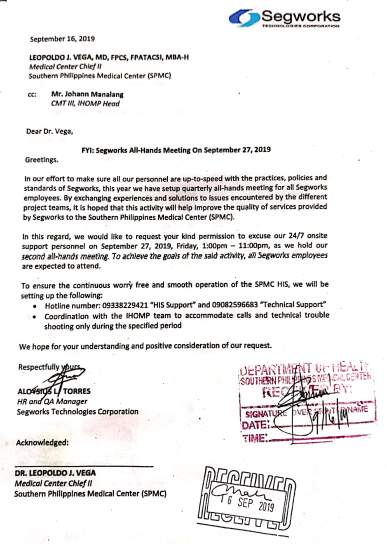 Segworks
TECHNOLOGIES CORPORATION
September 16, 2019
LEOPOLDO J. VEGA, MD, FPCS, FPATACSI, MBA-H
Medical Center Chief II
Southern Philippines Medical Center (SPMC)
cc: Mr. Johann Manalang
CMT III, IHOMP Head
Dear Dr. Vega,
FYI: Segworks All-Hands Meeting On September 27, 2019
Greetings.
In our effort to make sure all our personnel are up-to-speed with the practices, policies and
standards of Segworks, this year we have setup quarterly all-hands meeting for all Segworks
employees. By exchanging experiences and solutions to issues encountered by the different
project teams, it is hoped that this activity will help improve the quality of services provided
by Segworks to the Southern Philippines Medical Center (SPMC).
In this regard, we would like to request your kind permission to excuse our 24/7 onsite
support personnel on September 27, 2019, Friday, 1:00pm – 11:00pm, as we hold our
second all-hands meeting. To achieve the goals of the said activity, all Segworks employees
are expected to attend.
To ensure the continuous worry free and smooth operation of the SPMC HIS, we will be
setting up the following:
• Hotline number: 09338229421 "HIS Support" and 09082596683 "Technical Support"
• Coordination with the IHOMP team to accommodate calls and technical trouble
shooting only during the specified period
We hope for your understanding and positive consideration of our request.
Respectfully yours,
ALOYSIUS L. TORRES
HR and QA Manager
Segworks Technologies Corporation
DEPARTMENT OF HEALTH
SOUTHERN PHILIPPINES MEDICAL CENTER
RECEIVED BY:
SIGNATURE OVER PRINTED NAME
DATE:
TIME:
Acknowledged:
DR. LEOPOLDO J. VEGA
Medical Center Chief II
Southern Philippines Medical Center (SPMC)
RECEIVED
16 SEP 2019
RECEIVED